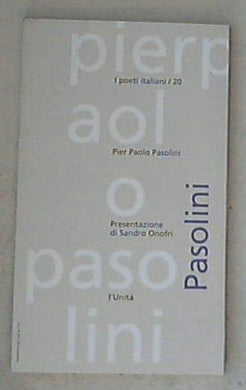 pierp
I poeti italiani / 20
aol
Pier Paolo Pasolini
o
Presentazione
di Sandro Onofri
Pasolini
paso
l'Unità
lini